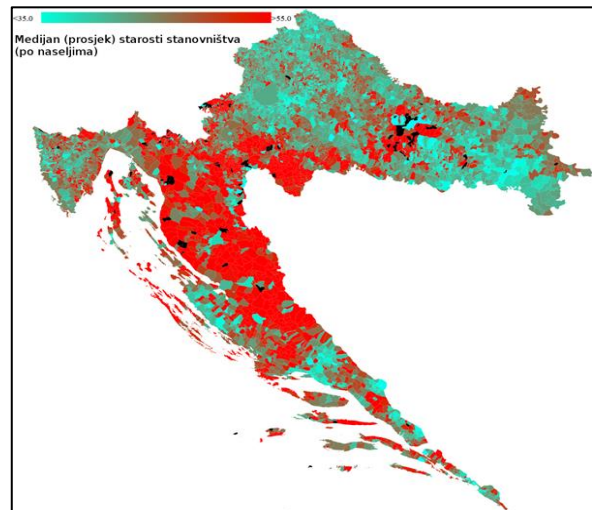 <35.0 >55.0
Medijan (prosjek) starosti stanovništva
(po naseljima)